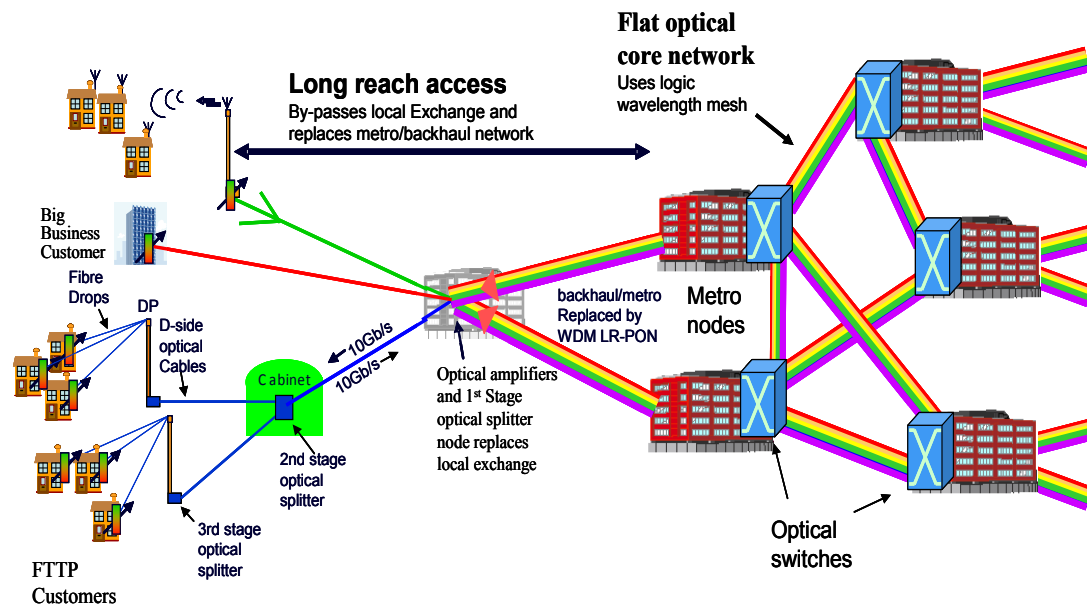 Flat optical
core network
Uses logic
wavelength mesh
Long reach access
By-passes local Exchange and
replaces metro/backhaul network
Big
Business
Customer
Fibre
Drops
DP
D-side
optical
Cables
10Gb/s
10Gb/s
Cabinet
backhaul/metro
Replaced by
WDM LR-PON
Metro
nodes
Optical amplifiers
and 1st Stage
optical splitter
node replaces
local exchange
2nd stage
optical
splitter
3rd stage
optical
splitter
Optical
switches
FTTP
Customers